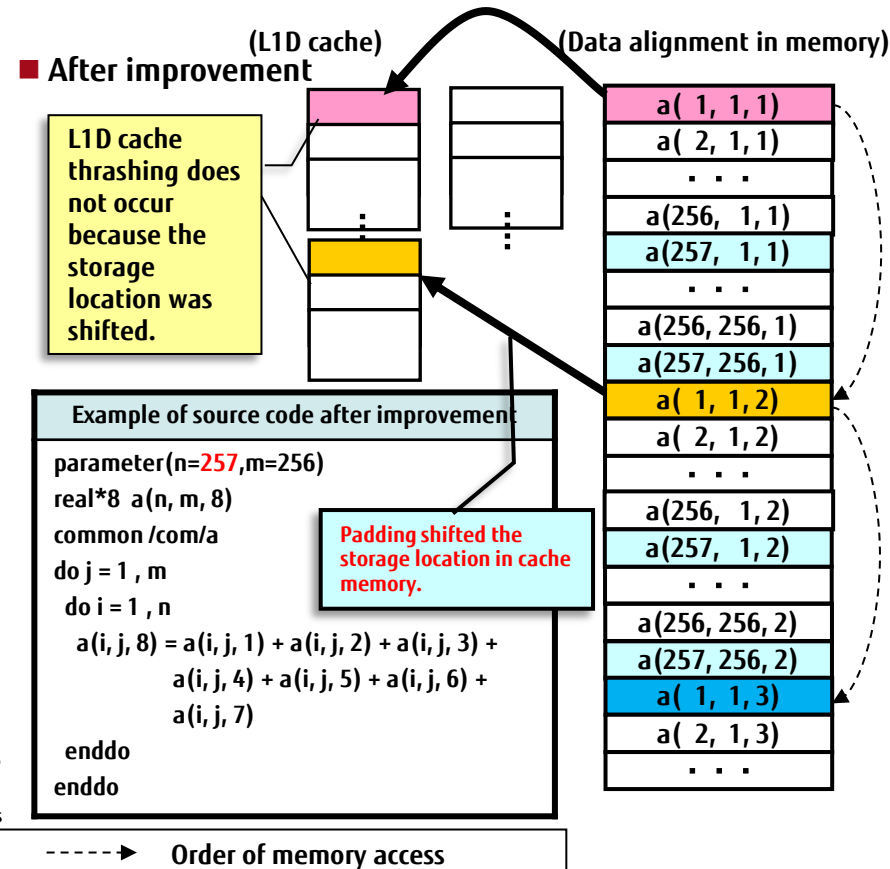 (L1D cache)
(Data alignment in memory)
■ After improvement
L1D cache
thrashing does
not occur
because the
storage
location was
shifted.
a( 1, 1,1)
a( 2, 1,1)
. . .
a(256, 1,1)
a(257, 1,1)
. . .
a(256, 256, 1)
a(257, 256, 1)
a( 1, 1,2)
a( 2, 1,2)
. . .
a(256, 1,2)
a(257, 1,2)
. . .
a(256, 256, 2)
a(257, 256, 2)
a( 1, 1,3)
a( 2, 1,3)
. . .
Example of source code after improvement
parameter(n=257,m=256)
real*8 a(n, m, 8)
common /com/a
do j = 1 , m
do i = 1 , n
a(i, j, 8) = a(i, j, 1) + a(i, j, 2) + a(i, j, 3) +
a(i, j, 4) + a(i, j, 5) + a(i, j, 6) +
a(i, j, 7)
enddo
enddo
Padding shifted the
storage location in cache
memory.
s
Order of memory access